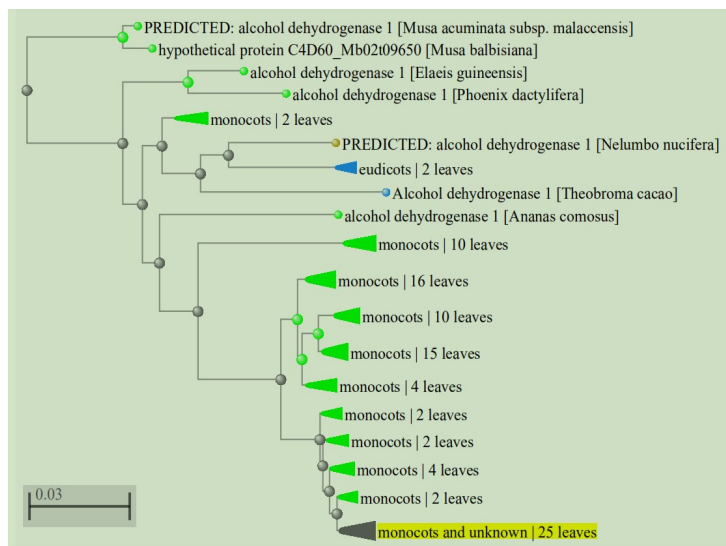 PREDICTED: alcohol dehydrogenase 1 [Musa acuminata subsp. malaccensis]
hypothetical protein C4D60_Mb02t09650 [Musa balbisiana]
alcohol dehydrogenase 1 [Elaeis guineensis]
alcohol dehydrogenase 1 [Phoenix dactylifera]
monocots | 2 leaves
PREDICTED: alcohol dehydrogenase 1 [Nelumbo nucifera]
eudicots | 2 leaves
Alcohol dehydrogenase 1 [Theobroma cacao]
alcohol dehydrogenase 1 [Ananas comosus]
monocots | 10 leaves
monocots | 16 leaves
monocots | 10 leaves
monocots | 15 leaves
monocots | 4 leaves
monocots | 2 leaves
monocots | 2 leaves
monocots | 4 leaves
monocots | 2 leaves
0.03
monocots and unknown | 25 leaves